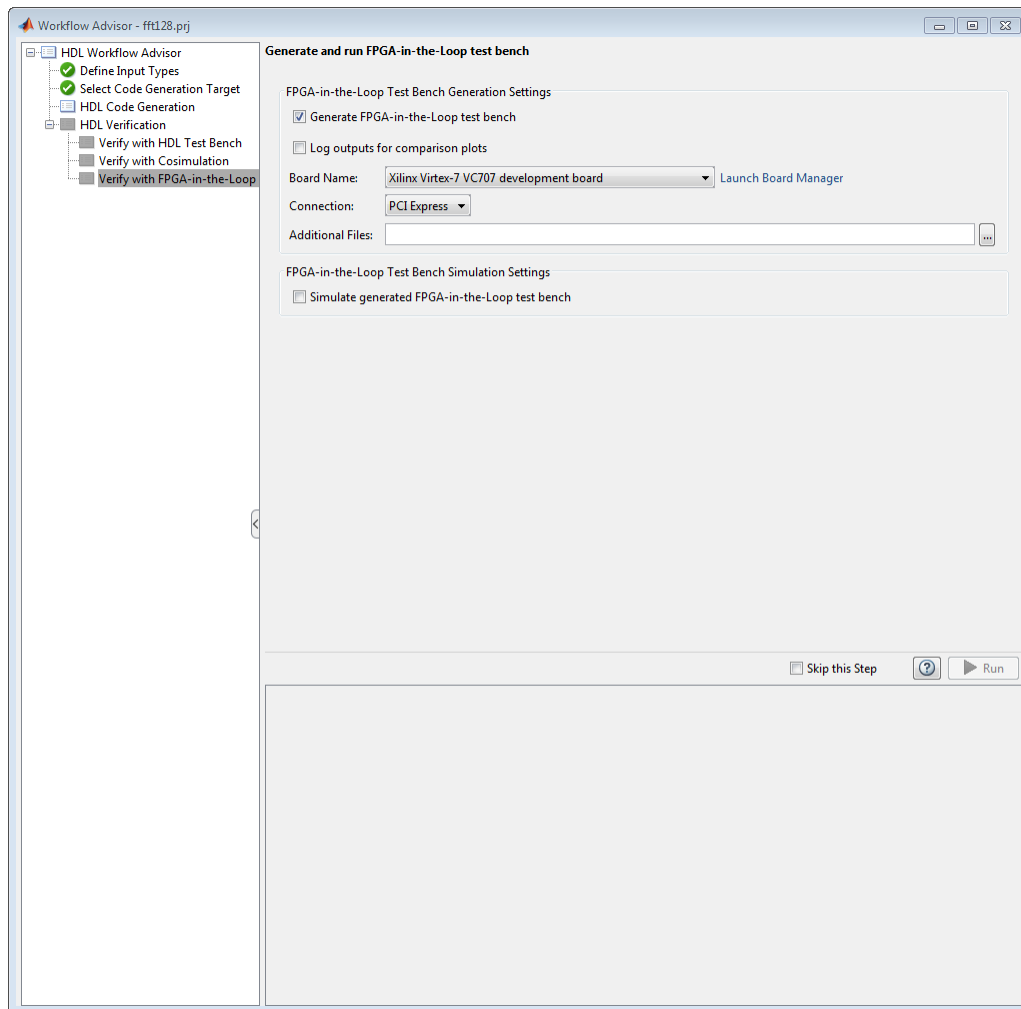 Workflow Advisor - fft128.prj
HDL Workflow Advisor
Define Input Types
Select Code Generation Target
HDL Code Generation
HDL Verification
Verify with HDL Test Bench
Verify with Cosimulation
Verify with FPGA-in-the-Loop
Generate and run FPGA-in-the-Loop test bench
FPGA-in-the-Loop Test Bench Generation Settings
Generate FPGA-in-the-Loop test bench
Log outputs for comparison plots
Board Name: Xilinx Virtex-7 VC707 development board Launch Board Manager
Connection: PCI Express
Additional Files: ...
FPGA-in-the-Loop Test Bench Simulation Settings
Simulate generated FPGA-in-the-Loop test bench
Skip this Step ? Run